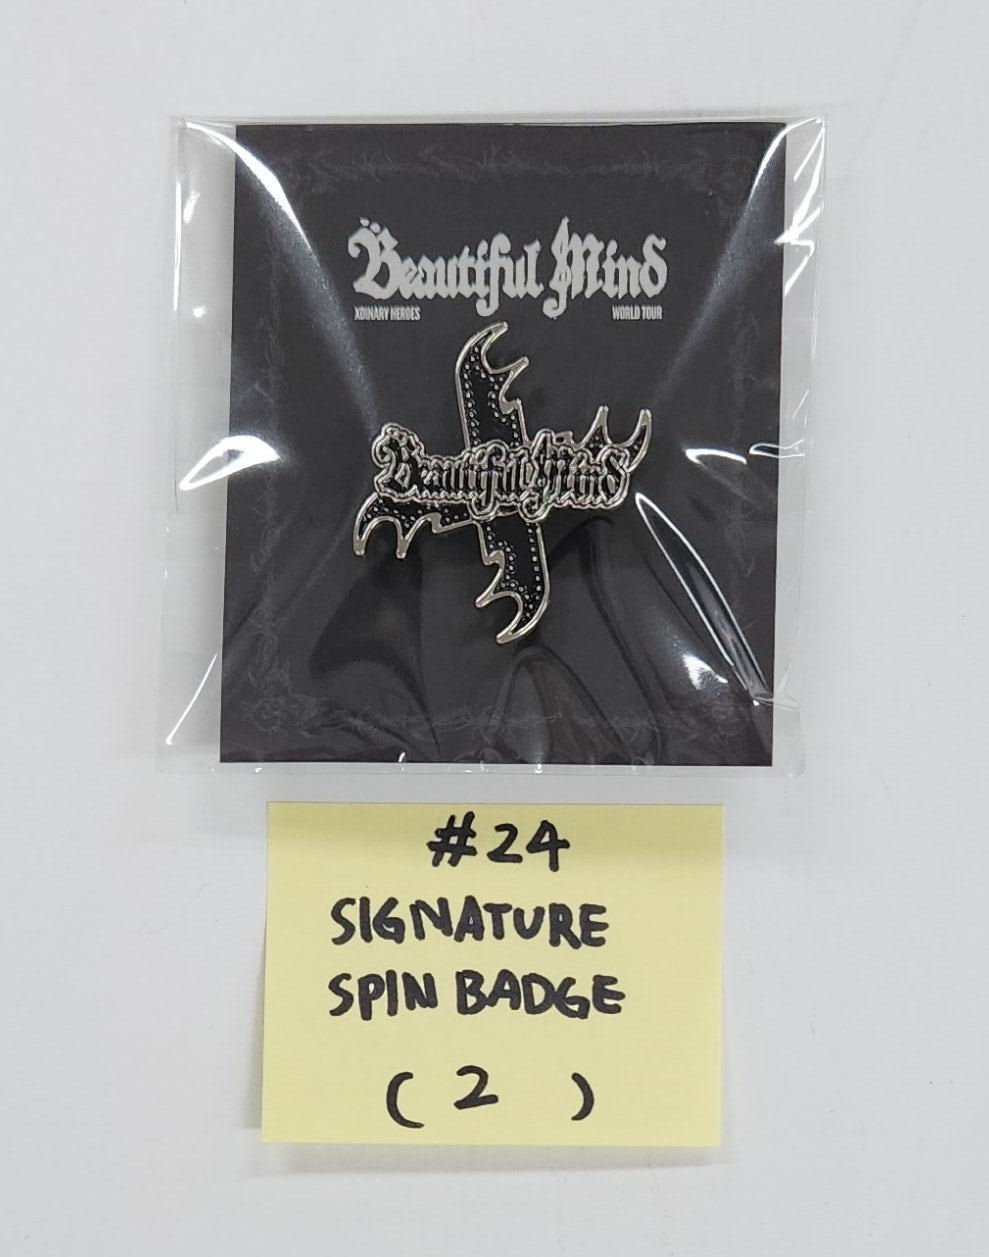 Beautiful Mind
XDINARY HEROES WORLD TOUR
Beautiful Mind
#24
SIGNATURE
SPIN BADGE
( 2 )